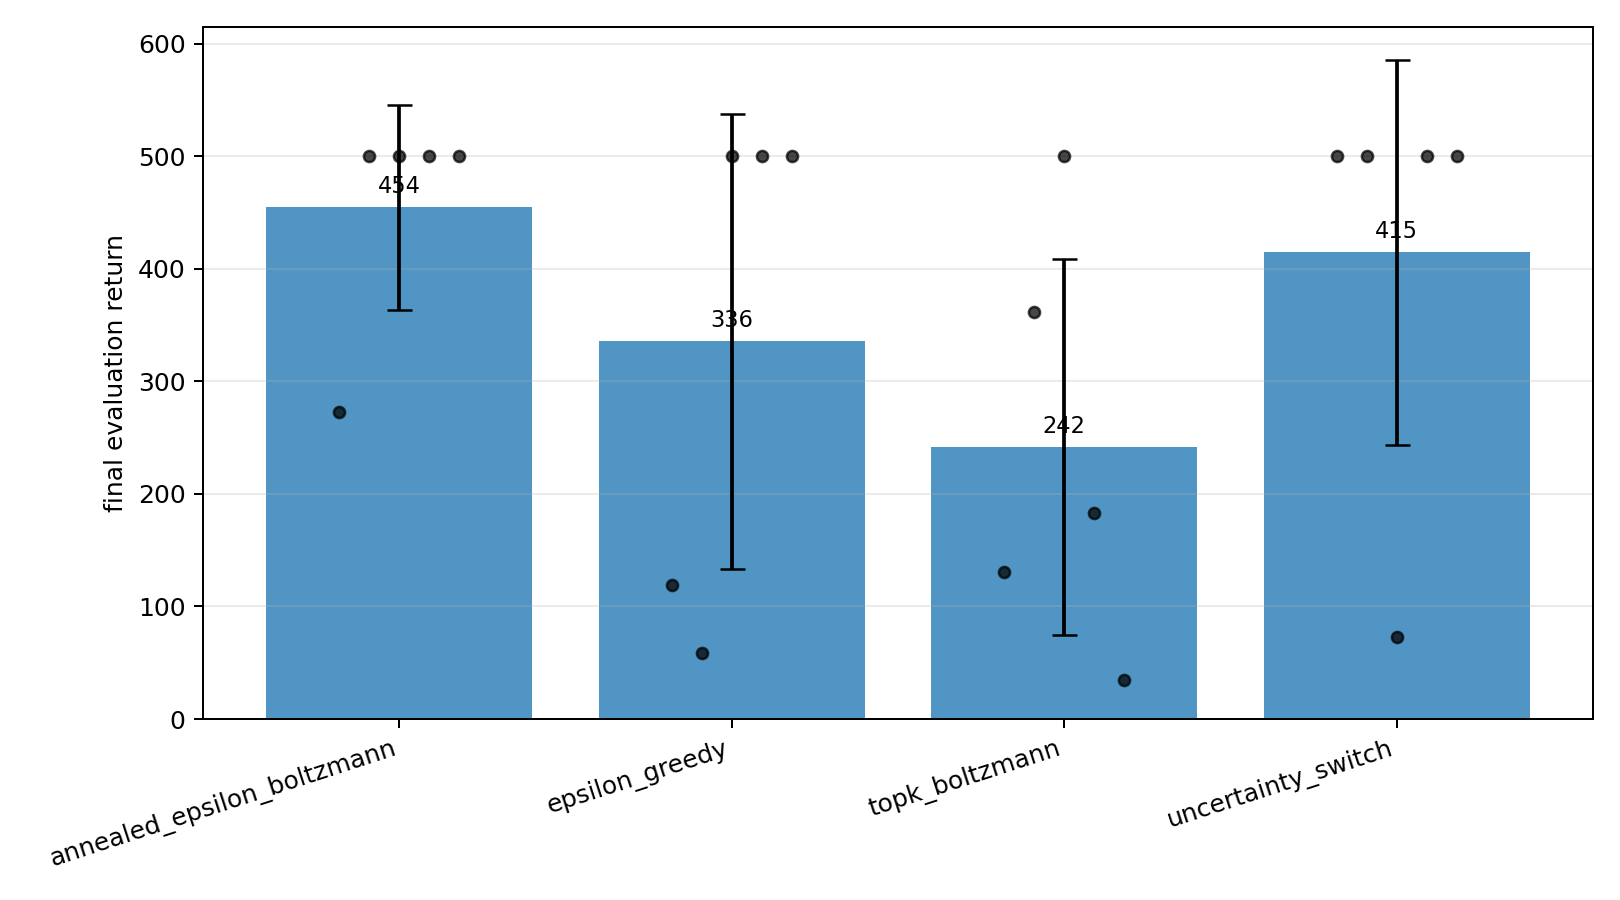 600
500
400
300
200
100
0
final evaluation return
454
336
242
415
annealed_epsilon_boltzmann
epsilon_greedy
topk_boltzmann
uncertainty_switch